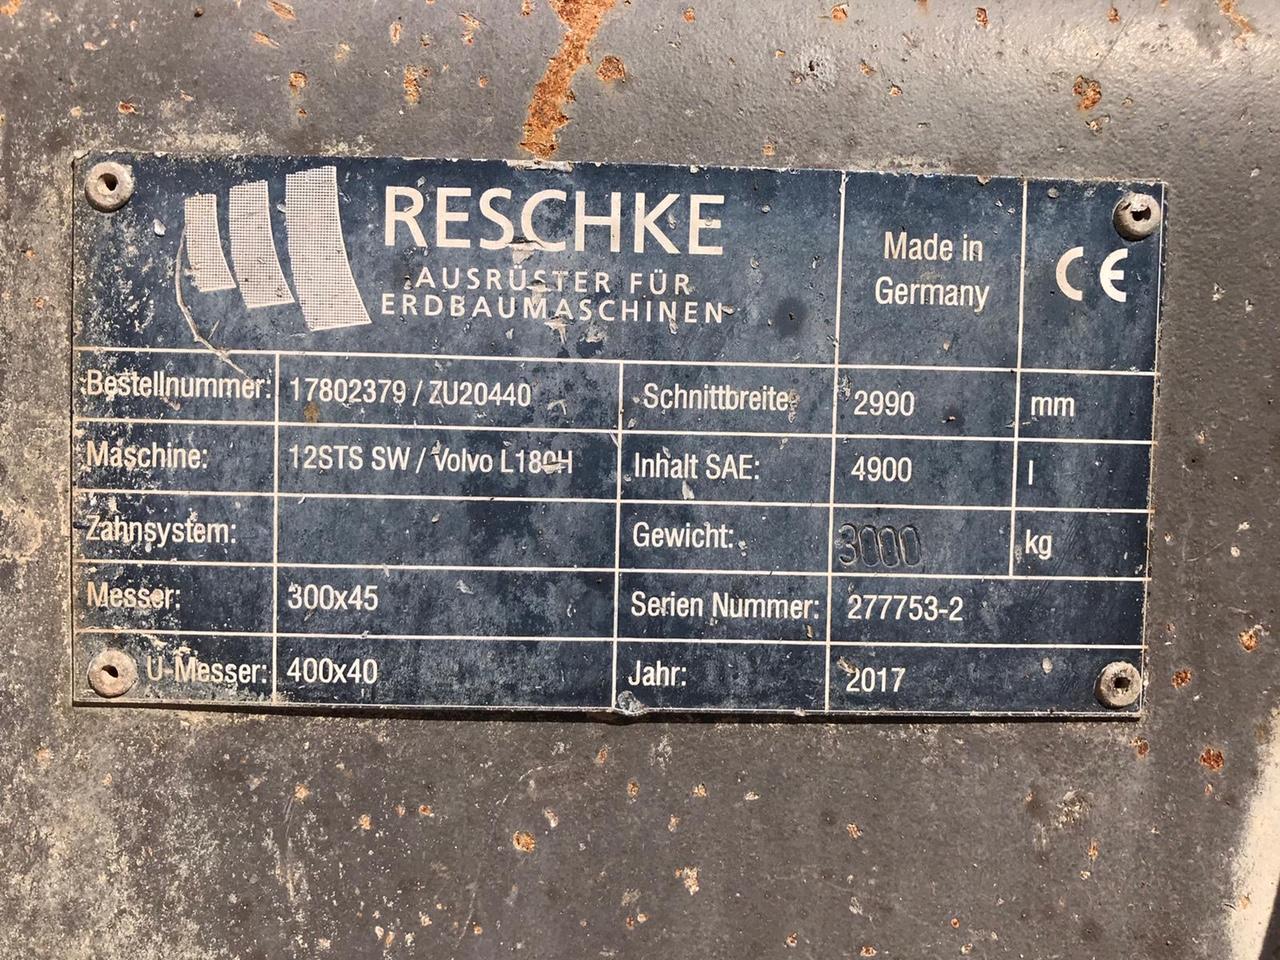 RESCHKE
AUSRÜSTER FÜR
ERDBAUMASCHINEN
Made in
Germany
CE
Bestellnummer: 17802379 / ZU20440 Schnittbreite: 2990 mm
Maschine: 12STS SW / Volvo L180H Inhalt SAE: 4900 l
Zahnsystem: Gewicht: 3000 kg
Messer: 300x45 Serien Nummer: 277753-2
U-Messer: 400x40 Jahr: 2017